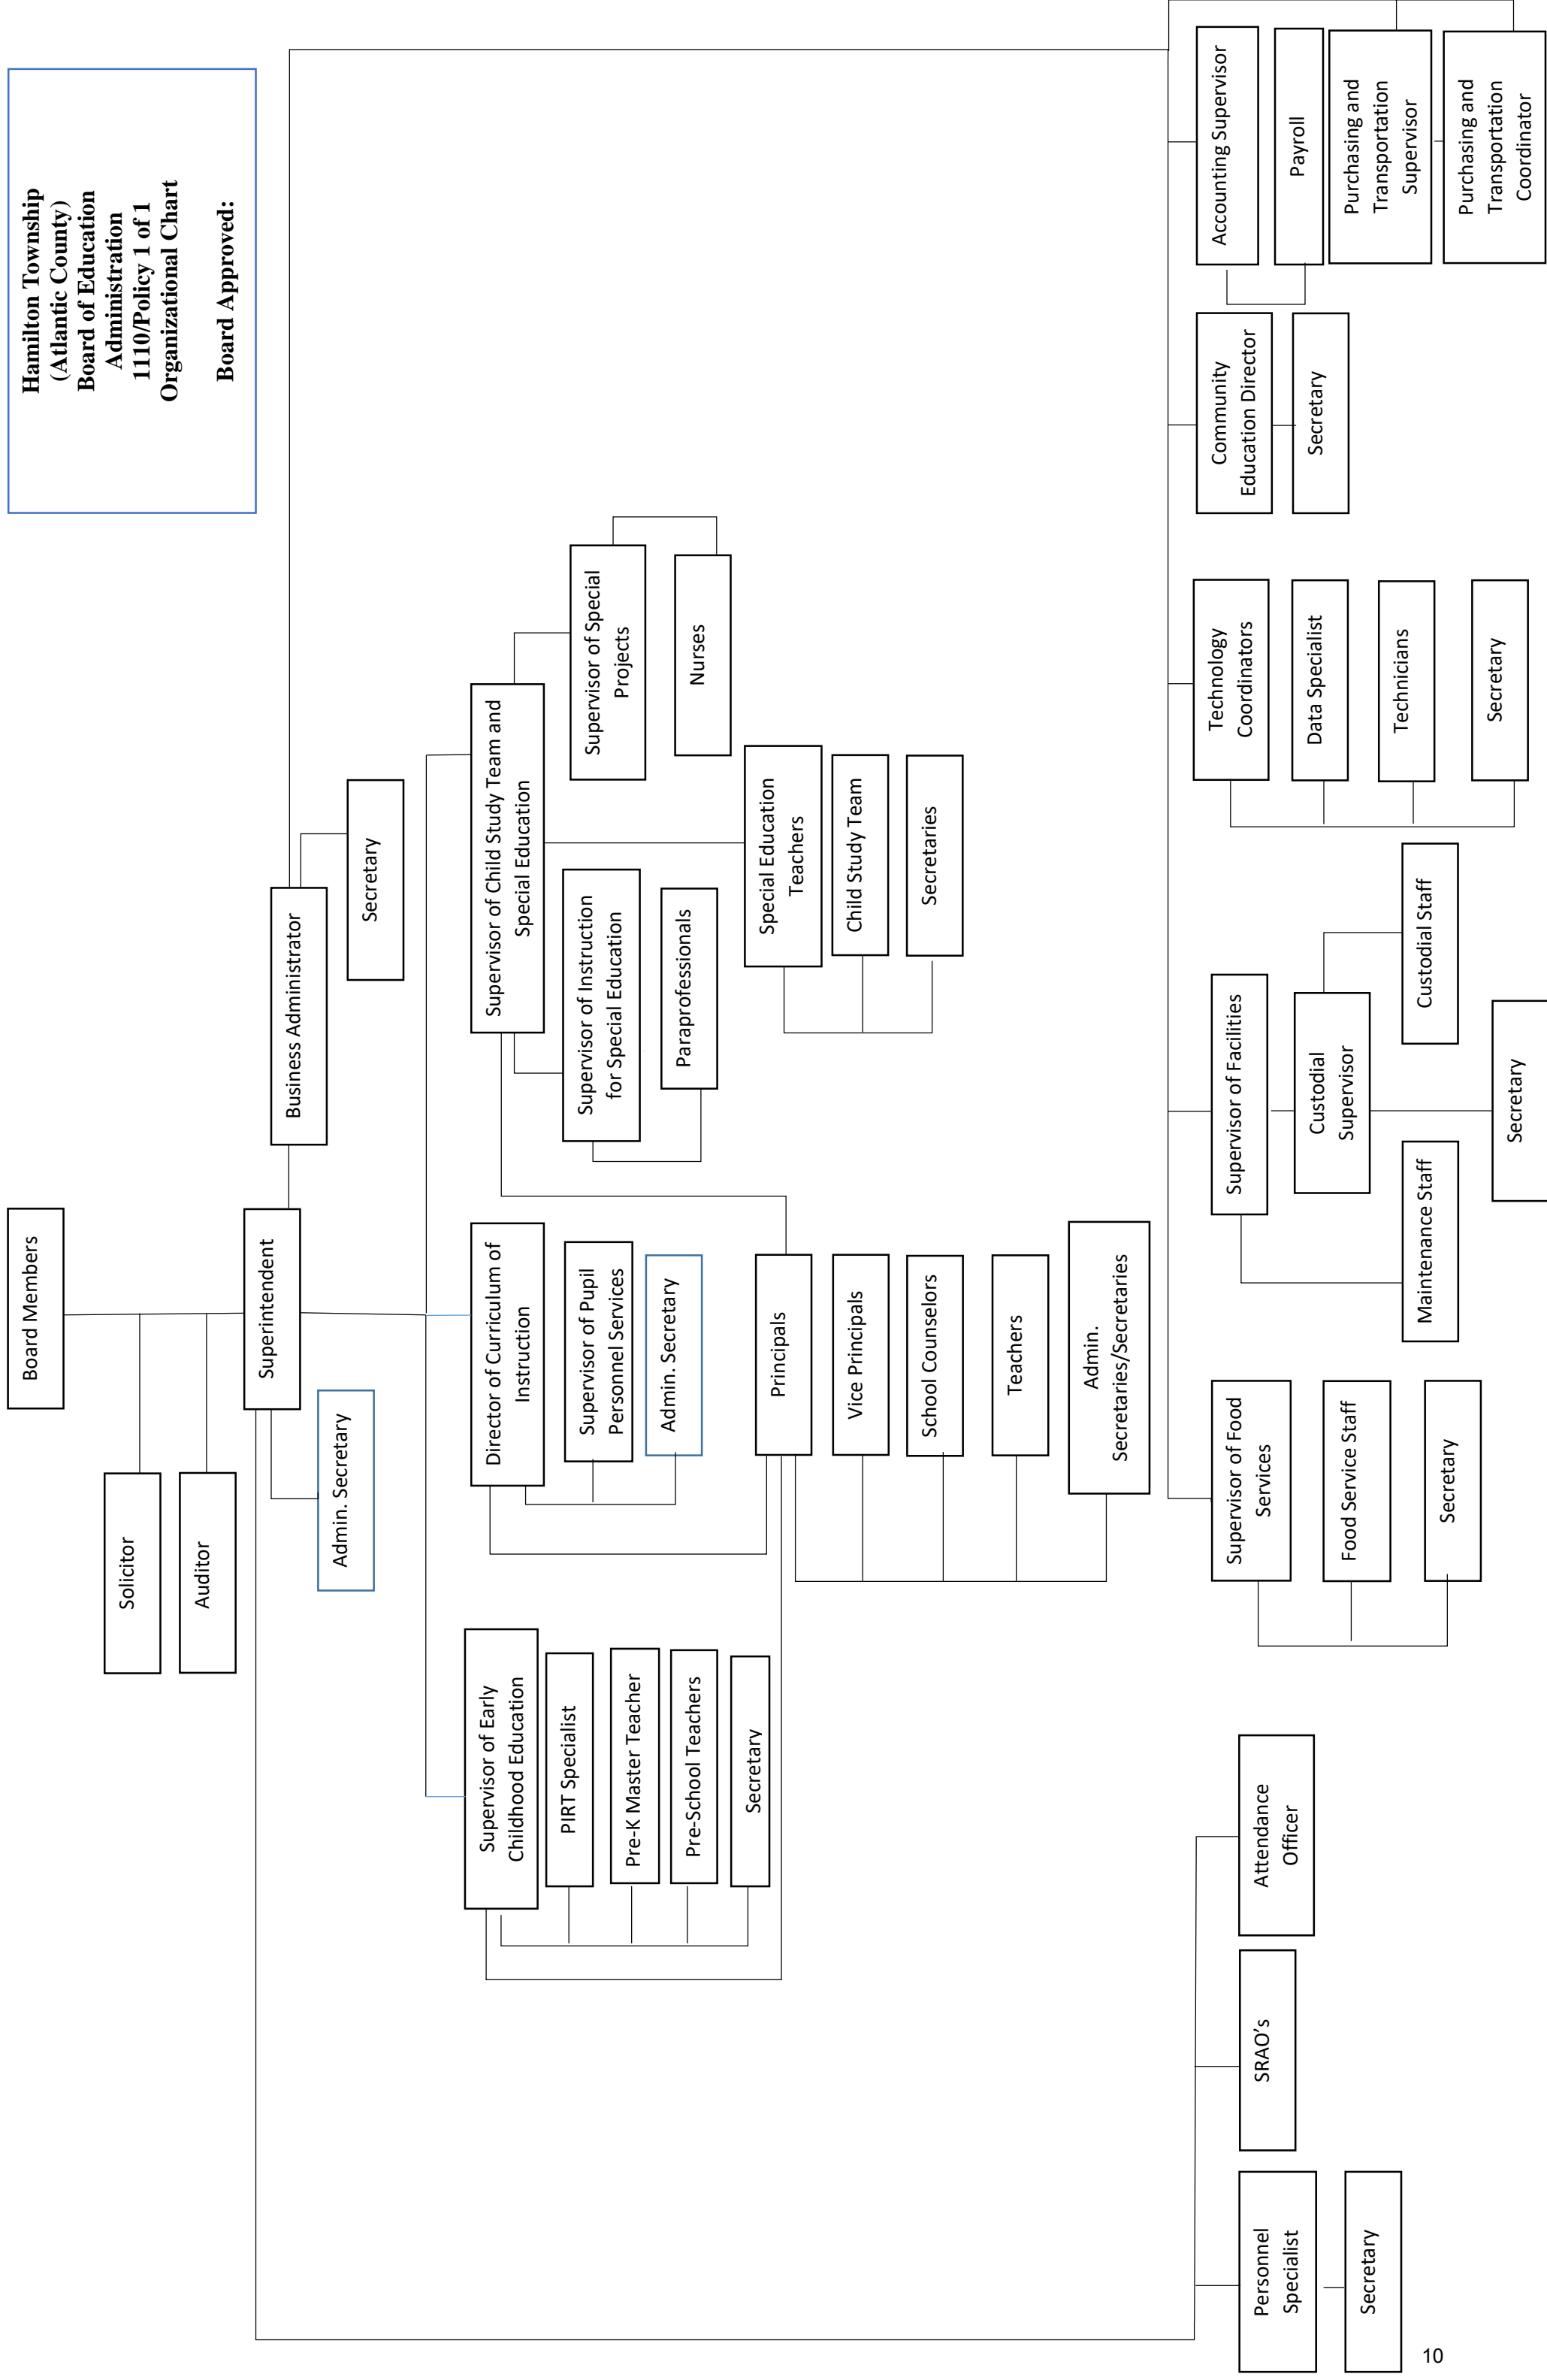 Hamilton Township
(Atlantic County)
Board of Education
Administration
1110/Policy 1 of 1
Organizational Chart
Board Approved:
Board Members
Solicitor
Auditor
Superintendent
Admin. Secretary
Business Administrator
Secretary
Supervisor of Early
Childhood Education
PIRT Specialist
Pre-K Master Teacher
Pre-School Teachers
Secretary
Director of Curriculum of
Instruction
Supervisor of Pupil
Personnel Services
Admin. Secretary
Principals
Vice Principals
School Counselors
Teachers
Admin.
Secretaries/Secretaries
Supervisor of Child Study Team and
Special Education
Supervisor of Instruction
for Special Education
Paraprofessionals
Supervisor of Special
Projects
Nurses
Special Education
Teachers
Child Study Team
Secretaries
Personnel
Specialist
Secretary
SRAO’s
Attendance
Officer
Supervisor of Food
Services
Food Service Staff
Secretary
Supervisor of Facilities
Custodial
Supervisor
Maintenance Staff
Custodial Staff
Secretary
Technology
Coordinators
Data Specialist
Technicians
Secretary
Community
Education Director
Secretary
Accounting Supervisor
Payroll
Purchasing and
Transportation
Supervisor
Purchasing and
Transportation
Coordinator
10